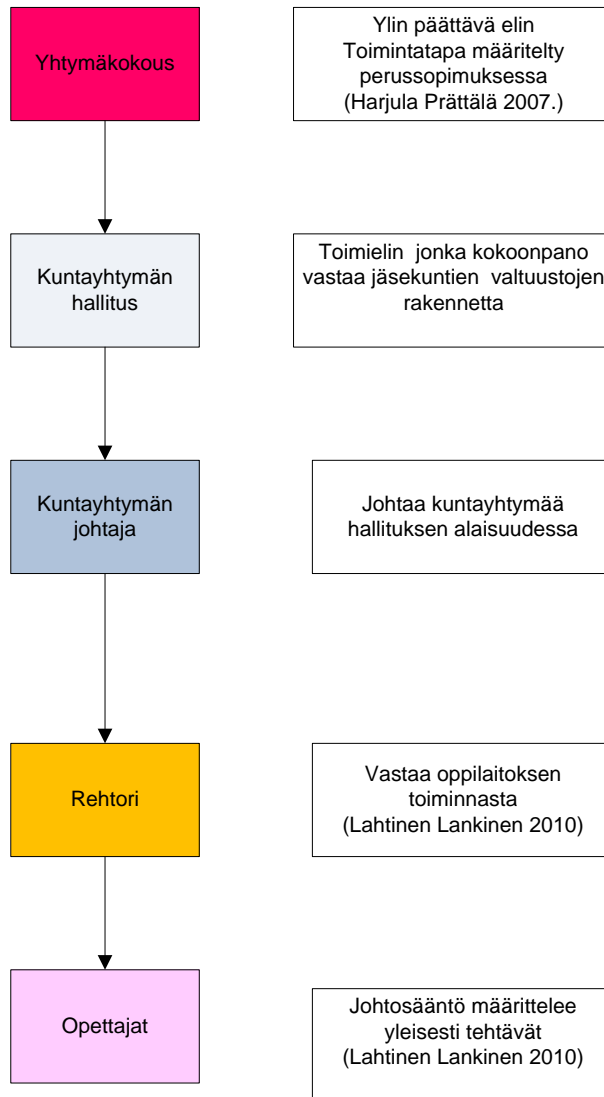 Yhtymäkokous
Ylin päättävä elin
Toimintatapa määritelty
perussopimuksessa
(Harjula Prättälä 2007.)
Kuntayhtymän
hallitus
Toimielin jonka kokoonpano
vastaa jäsekuntien valtuustojen
rakennetta
Kuntayhtymän
johtaja
Johtaa kuntayhtymää
hallituksen alaisuudessa
Rehtori
Vastaa oppilaitoksen
toiminnasta
(Lahtinen Lankinen 2010)
Opettajat
Johtosääntö määrittelee
yleisesti tehtävät
(Lahtinen Lankinen 2010)